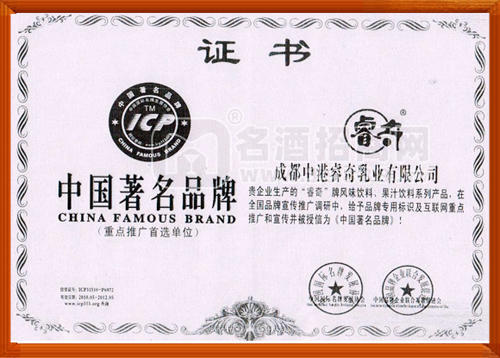 证书
中国著名品牌
TM
ICP
CHINA FAMOUS BRAND
睿奇
®
名酒招商
成都中港睿奇乳业有限公司
贵企业生产的“睿奇”牌风味饮料、果汁饮料系列产品，在
全国品牌宣传推广调研中，给予品牌专用标识及互联网重点
推广和宣传并被授信为《中国著名品牌》！
中国著名品牌
CHINA FAMOUS BRAND
（重点推广首选单位）